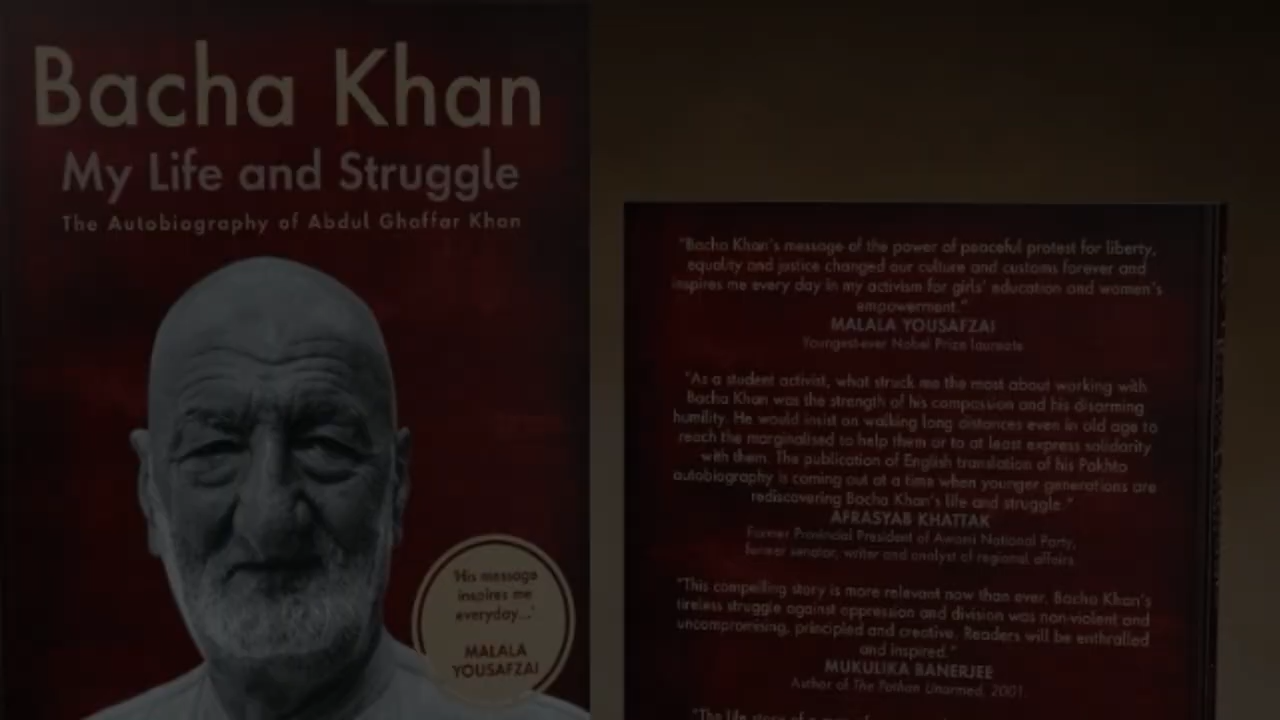 Bacha Khan
My Life and Struggle
The Autobiography of Abdul Ghaffar Khan
'His message
inspires me
everyday...'
MALALA
YOUSAFZAI
"Bacha Khan's message of the power of peaceful protest for liberty,
equality and justice changed our culture and customs forever and
inspires me every day in my activism for girls' education and women's
empowerment."
MALALA YOUSAFZAI
Youngest-ever Nobel Prize laureate
"As a student activist, what struck me the most about working with
Bacha Khan was the strength of his compassion and his disarming
humility. He would insist on walking long distances even in old age to
reach the marginalised to help them or to at least express solidarity
with them. The publication of English translation of his Pakhto
autobiography is coming out at a time when younger generations are
rediscovering Bacha Khan's life and struggle."
AFRASYAB KHATTAK
Former Provincial President of Awami National Party,
former senator, writer and analyst of regional affairs
"This compelling story is more relevant now than ever. Bacha Khan's
tireless struggle against oppression and division was non-violent and
uncompromising, principled and creative. Readers will be enthralled
and inspired."
MUKULIKA BANERJEE
Author of The Pathan Unarmed, 2001.
"The life story of a